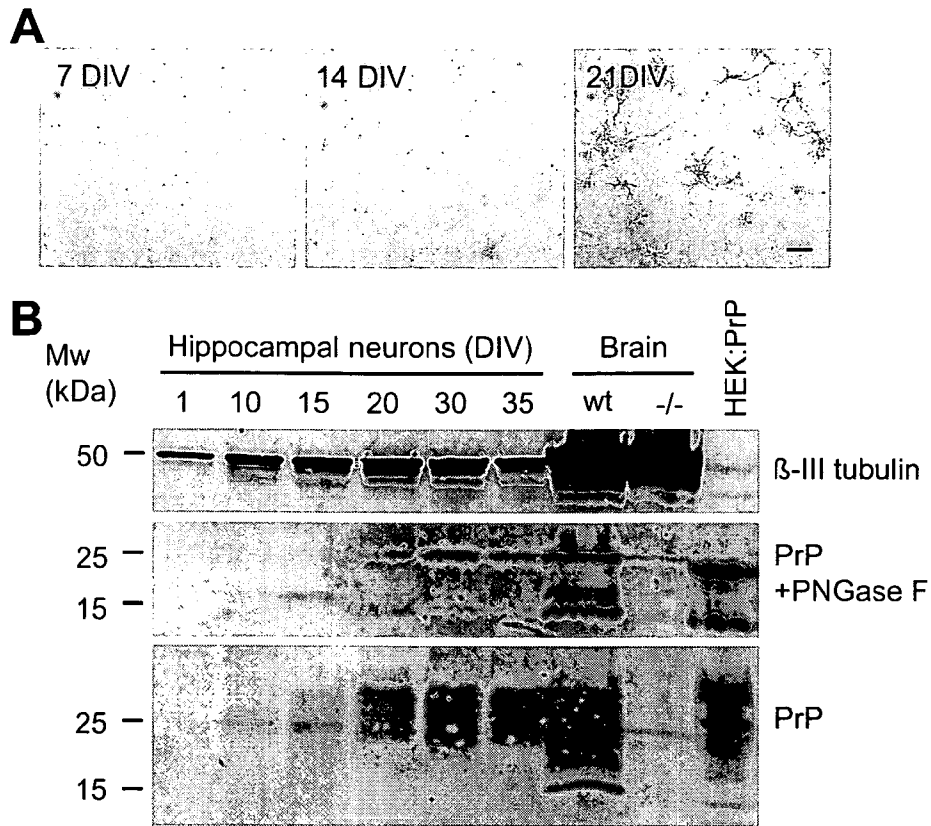 A
7 DIV
14 DIV
21DIV
B
Mw
(kDa)
Hippocampal neurons (DIV)
Brain
HEK:PrP
1 10 15 20 30 35 wt -/-
50
ß-III tubulin
25
15
PrP
+PNGase F
25
15
PrP